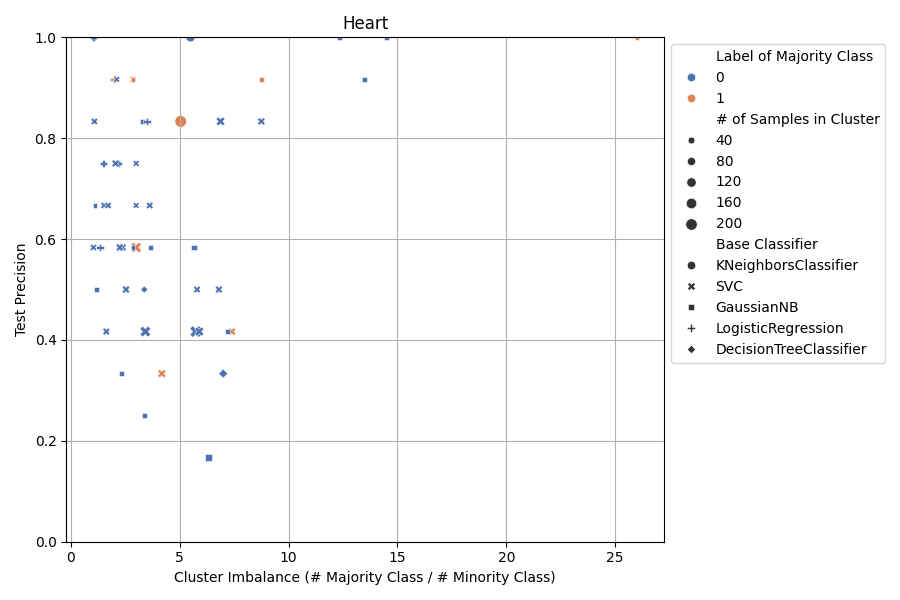 Heart
1.0
0.8
0.6
0.4
0.2
0.0
Test Precision
0
5
10
15
20
25
Cluster Imbalance (# Majority Class / # Minority Class)
Label of Majority Class
0
1
# of Samples in Cluster
40
80
120
160
200
Base Classifier
KNeighborsClassifier
SVC
GaussianNB
LogisticRegression
DecisionTreeClassifier